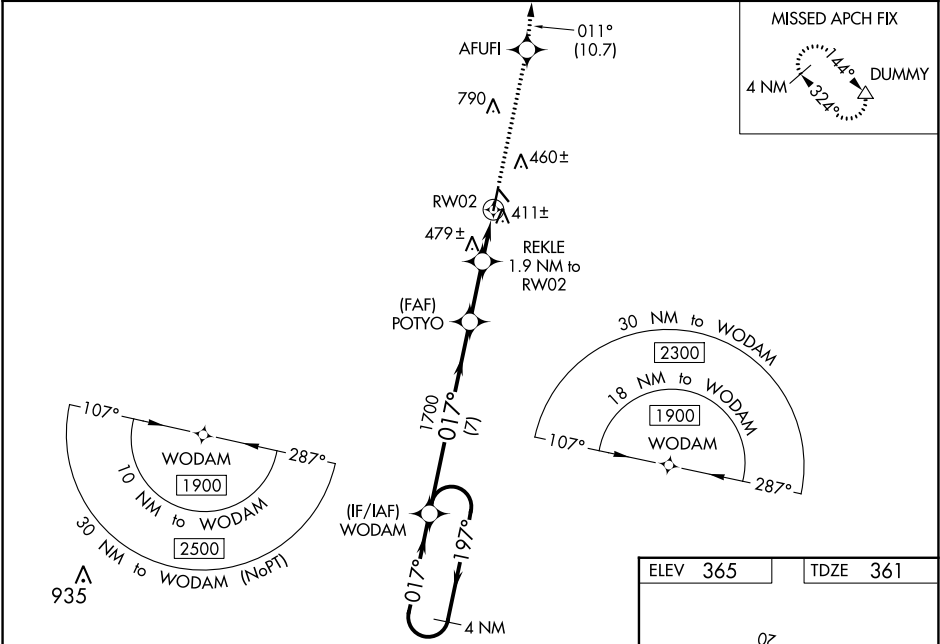 MISSED APCH FIX
4 NM
144°
324°
DUMMY
011°
(10.7)
AFUFI
790
460±
RW02
411±
479±
REKLE
1.9 NM to
RW02
(FAF)
POTYO
1700
017°
(7)
30 NM to WODAM
2300
18 NM to WODAM
1900
WODAM
107°
287°
107°
287°
WODAM
1900
10 NM to WODAM
2500
30 NM to WODAM (NoPT)
935
(IF/IAF)
WODAM
017°
197°
4 NM
ELEV 365
TDZE 361